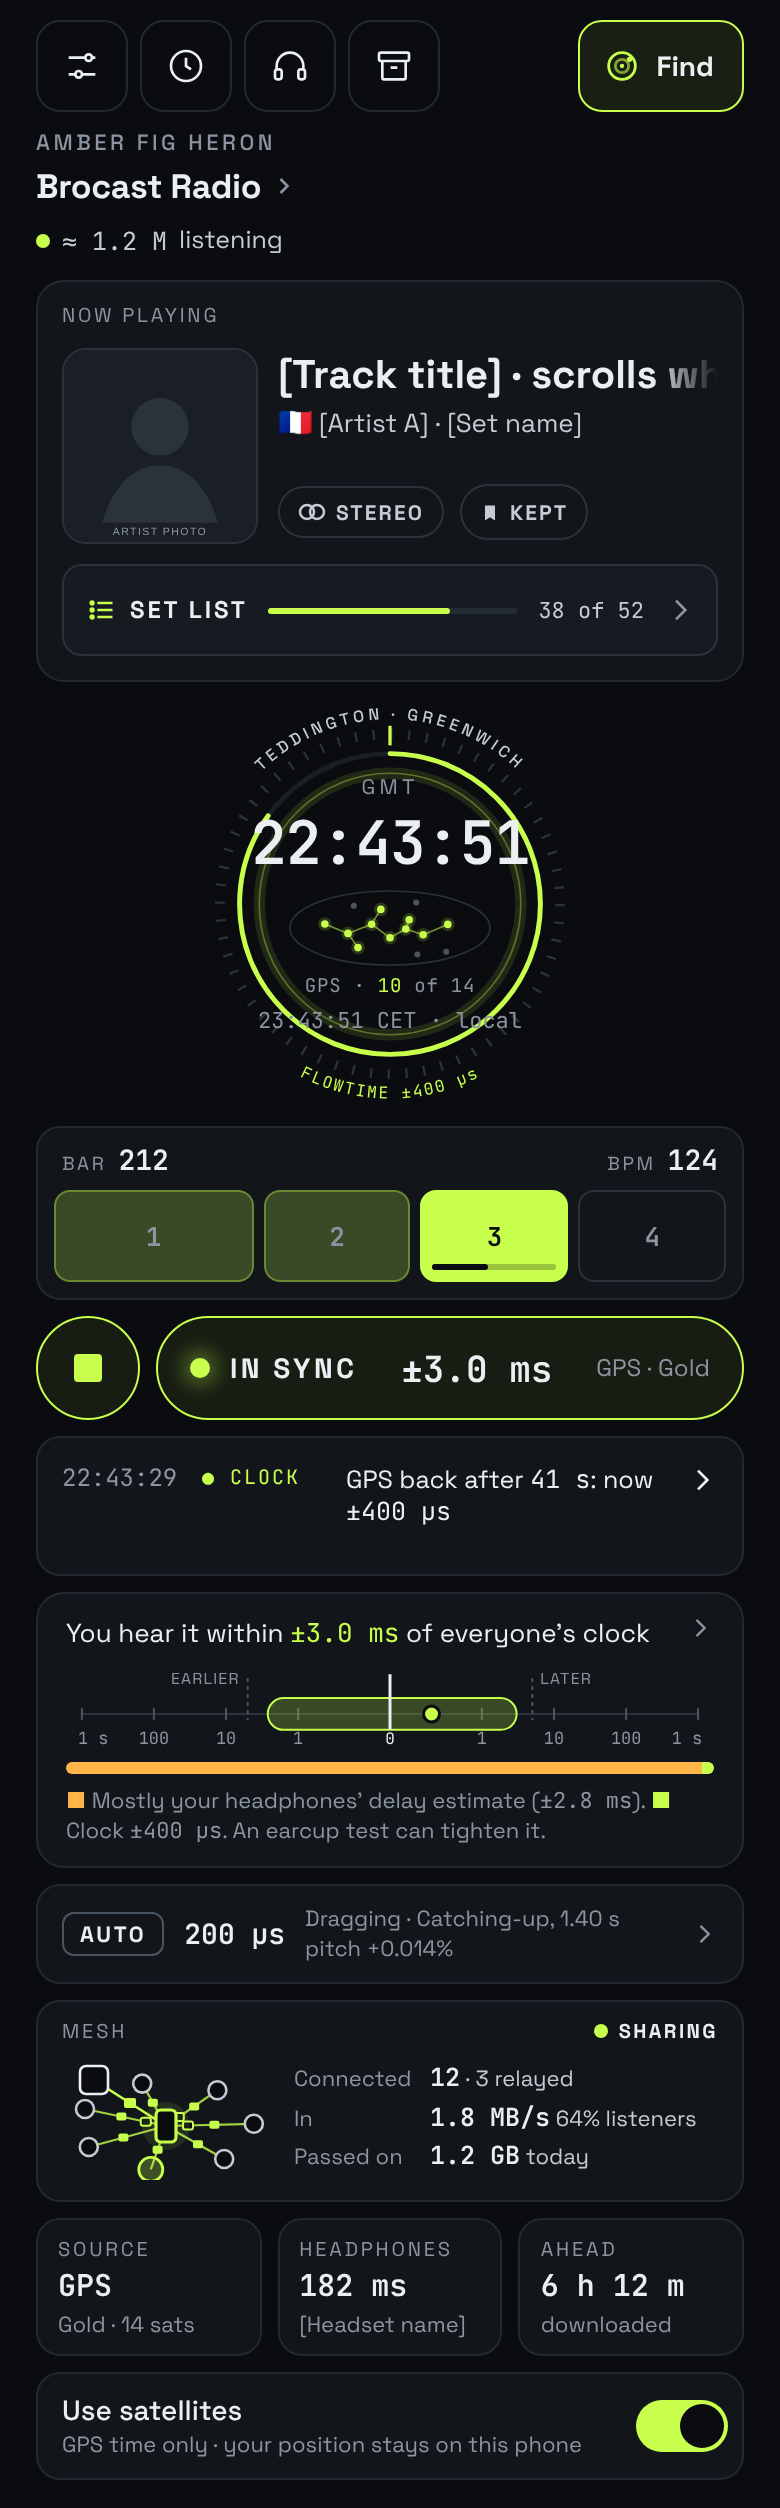 Find
AMBER FIG HERON
Brocast Radio
≈ 1.2 M listening
NOW PLAYING
[Track title] · scrolls wh
🇫🇷 [Artist A] · [Set name]
ARTIST PHOTO
STEREO
KEPT
SET LIST 38 of 52
TEDDINGTON · GREENWICH
GMT
22:43:51
GPS · 10 of 14
23:43:51 CET · local
FLOWTIME ±400 µs
BAR 212 BPM 124
1 2 3 4
IN SYNC ±3.0 ms GPS · Gold
22:43:29 CLOCK GPS back after 41 s: now
±400 µs
You hear it within ±3.0 ms of everyone's clock
EARLIER LATER
1 s 100 10 1 0 1 10 100 1 s
Mostly your headphones' delay estimate (±2.8 ms).
Clock ±400 µs. An earcup test can tighten it.
AUTO 200 µs Dragging · Catching-up, 1.40 s
pitch +0.014%
MESH SHARING
Connected 12 · 3 relayed
In 1.8 MB/s 64% listeners
Passed on 1.2 GB today
SOURCE
GPS
Gold · 14 sats
HEADPHONES
182 ms
[Headset name]
AHEAD
6 h 12 m
downloaded
Use satellites
GPS time only · your position stays on this phone